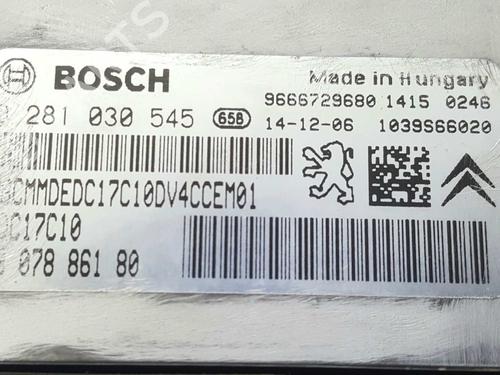 BOSCH
Made in Hungary
281 030 545 658
9666729680 1415 0246
14-12-06 1039S66020
CMMDEDC17C10DV4CCEM01
C17C10
078 861 80